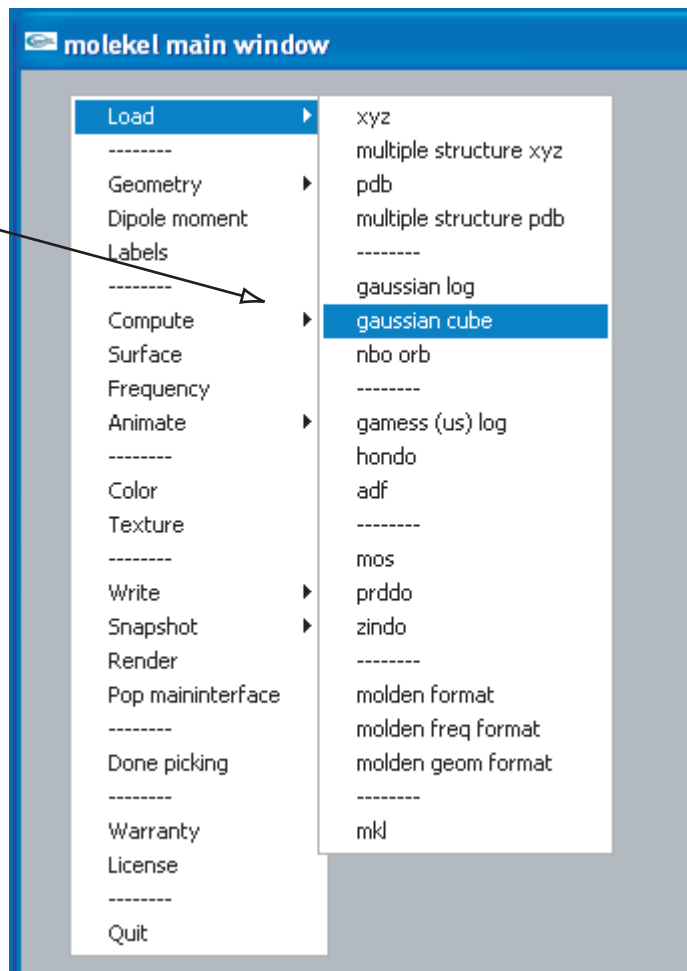 molekel main window
Load
--------
Geometry
Dipole moment
Labels
--------
Compute
Surface
Frequency
Animate
--------
Color
Texture
--------
Write
Snapshot
Render
Pop maininterface
--------
Done picking
--------
Warranty
License
--------
Quit
xyz
multiple structure xyz
pdb
multiple structure pdb
--------
gaussian log
gaussian cube
nbo orb
--------
gamess (us) log
hondo
adf
--------
mos
prddo
zindo
--------
molden format
molden freq format
molden geom format
--------
mkl